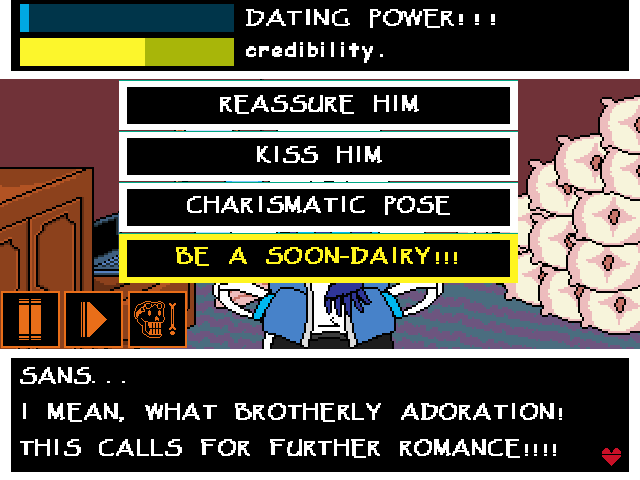 DATING POWER!!!
credibility.
REASSURE HIM
KISS HIM
CHARISMATIC POSE
BE A SOON-DAIRY!!!
SANS...
I MEAN, WHAT BROTHERLY ADORATION!
THIS CALLS FOR FURTHER ROMANCE!!!!